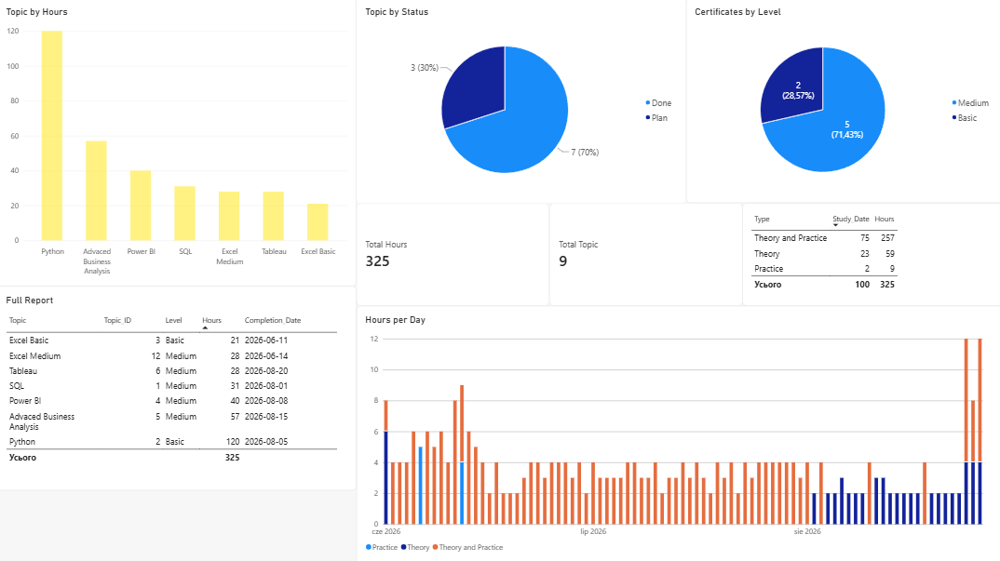 Topic by Hours
120
100
80
60
40
20
0
Python
Advaced
Business
Analysis
Power BI
SQL
Excel
Medium
Tableau
Excel Basic
Topic by Status
3 (30%)
7 (70%)
Done
Plan
Certificates by Level
2
(28,57%)
5
(71,43%)
Medium
Basic
Total Hours
325
Total Topic
9
Type Study_Date Hours
Theory and Practice 75 257
Theory 23 59
Practice 2 9
Усього 100 325
Full Report
Topic Topic_ID Level Hours Completion_Date
Excel Basic 3 Basic 21 2026-06-11
Excel Medium 12 Medium 28 2026-06-14
Tableau 6 Medium 28 2026-08-20
SQL 1 Medium 31 2026-08-01
Power BI 4 Medium 40 2026-08-08
Advaced Business 5 Medium 57 2026-08-15
Analysis
Python 2 Basic 120 2026-08-05
Усього 325
Hours per Day
12
10
8
6
4
2
0
cze 2026 lip 2026 sie 2026
Practice Theory Theory and Practice